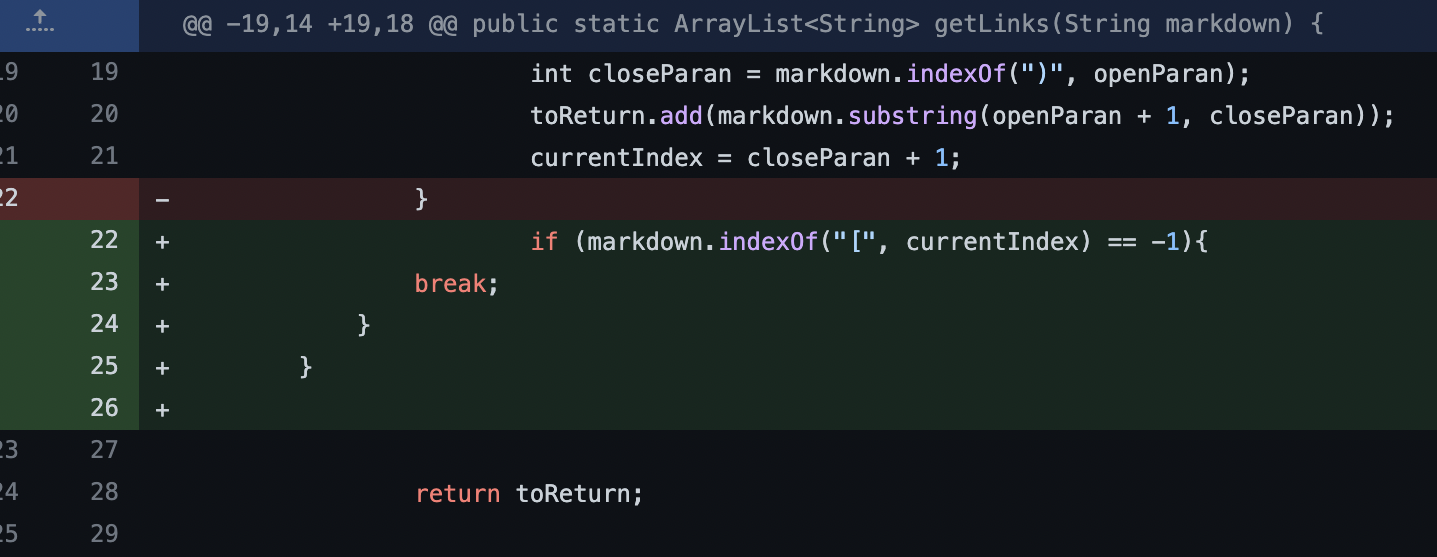 @@ -19,14 +19,18 @@ public static ArrayList<String> getLinks(String markdown) {
19 19 int closeParan = markdown.indexOf(")", openParan);
20 20 toReturn.add(markdown.substring(openParan + 1, closeParan));
21 21 currentIndex = closeParan + 1;
22 - }
22 + if (markdown.indexOf("[", currentIndex) == -1){
23 + break;
24 + }
25 + }
26 +
23 27
24 28 return toReturn;
25 29